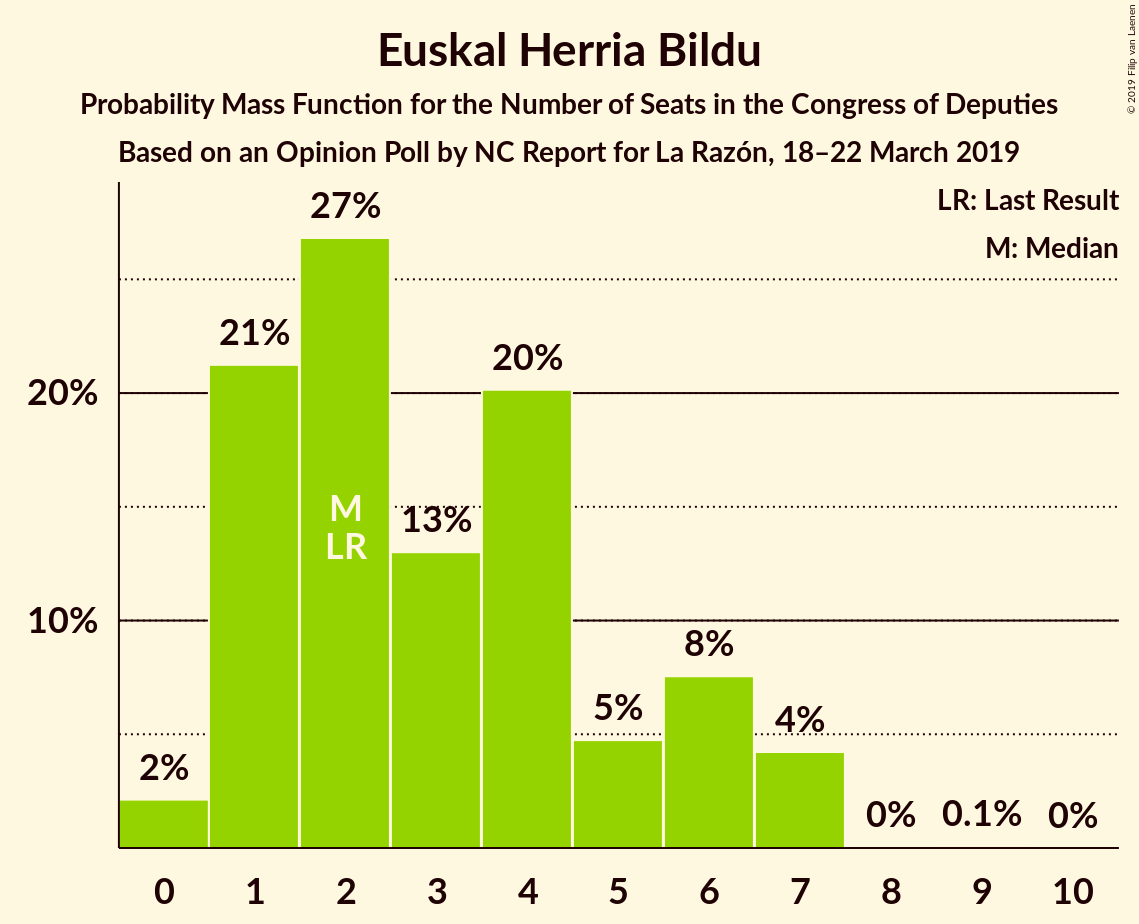 Euskal Herria Bildu
Probability Mass Function for the Number of Seats in the Congress of Deputies
Based on an Opinion Poll by NC Report for La Razón, 18–22 March 2019
© 2019 Filip van Laenen
LR: Last Result
M: Median
27%
21%
20%
13%
8%
5%
4%
2%
0%
0.1%
0%
M
LR
20%
10%
0 1 2 3 4 5 6 7 8 9 10